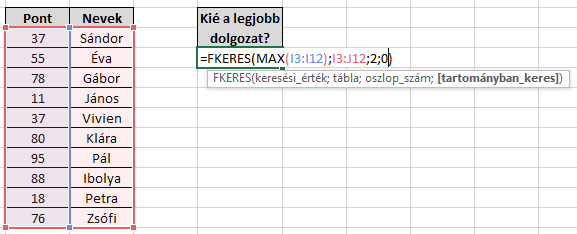 Pont Nevek Kié a legjobb
dolgozat?
37 Sándor
55 Éva =FKERES(MAX(I3:I12);I3:J12;2;0)
78 Gábor FKERES(keresési_érték; tábla; oszlop_szám; [tartományban_keres])
11 János
37 Vivien
80 Klára
95 Pál
88 Ibolya
18 Petra
76 Zsófi